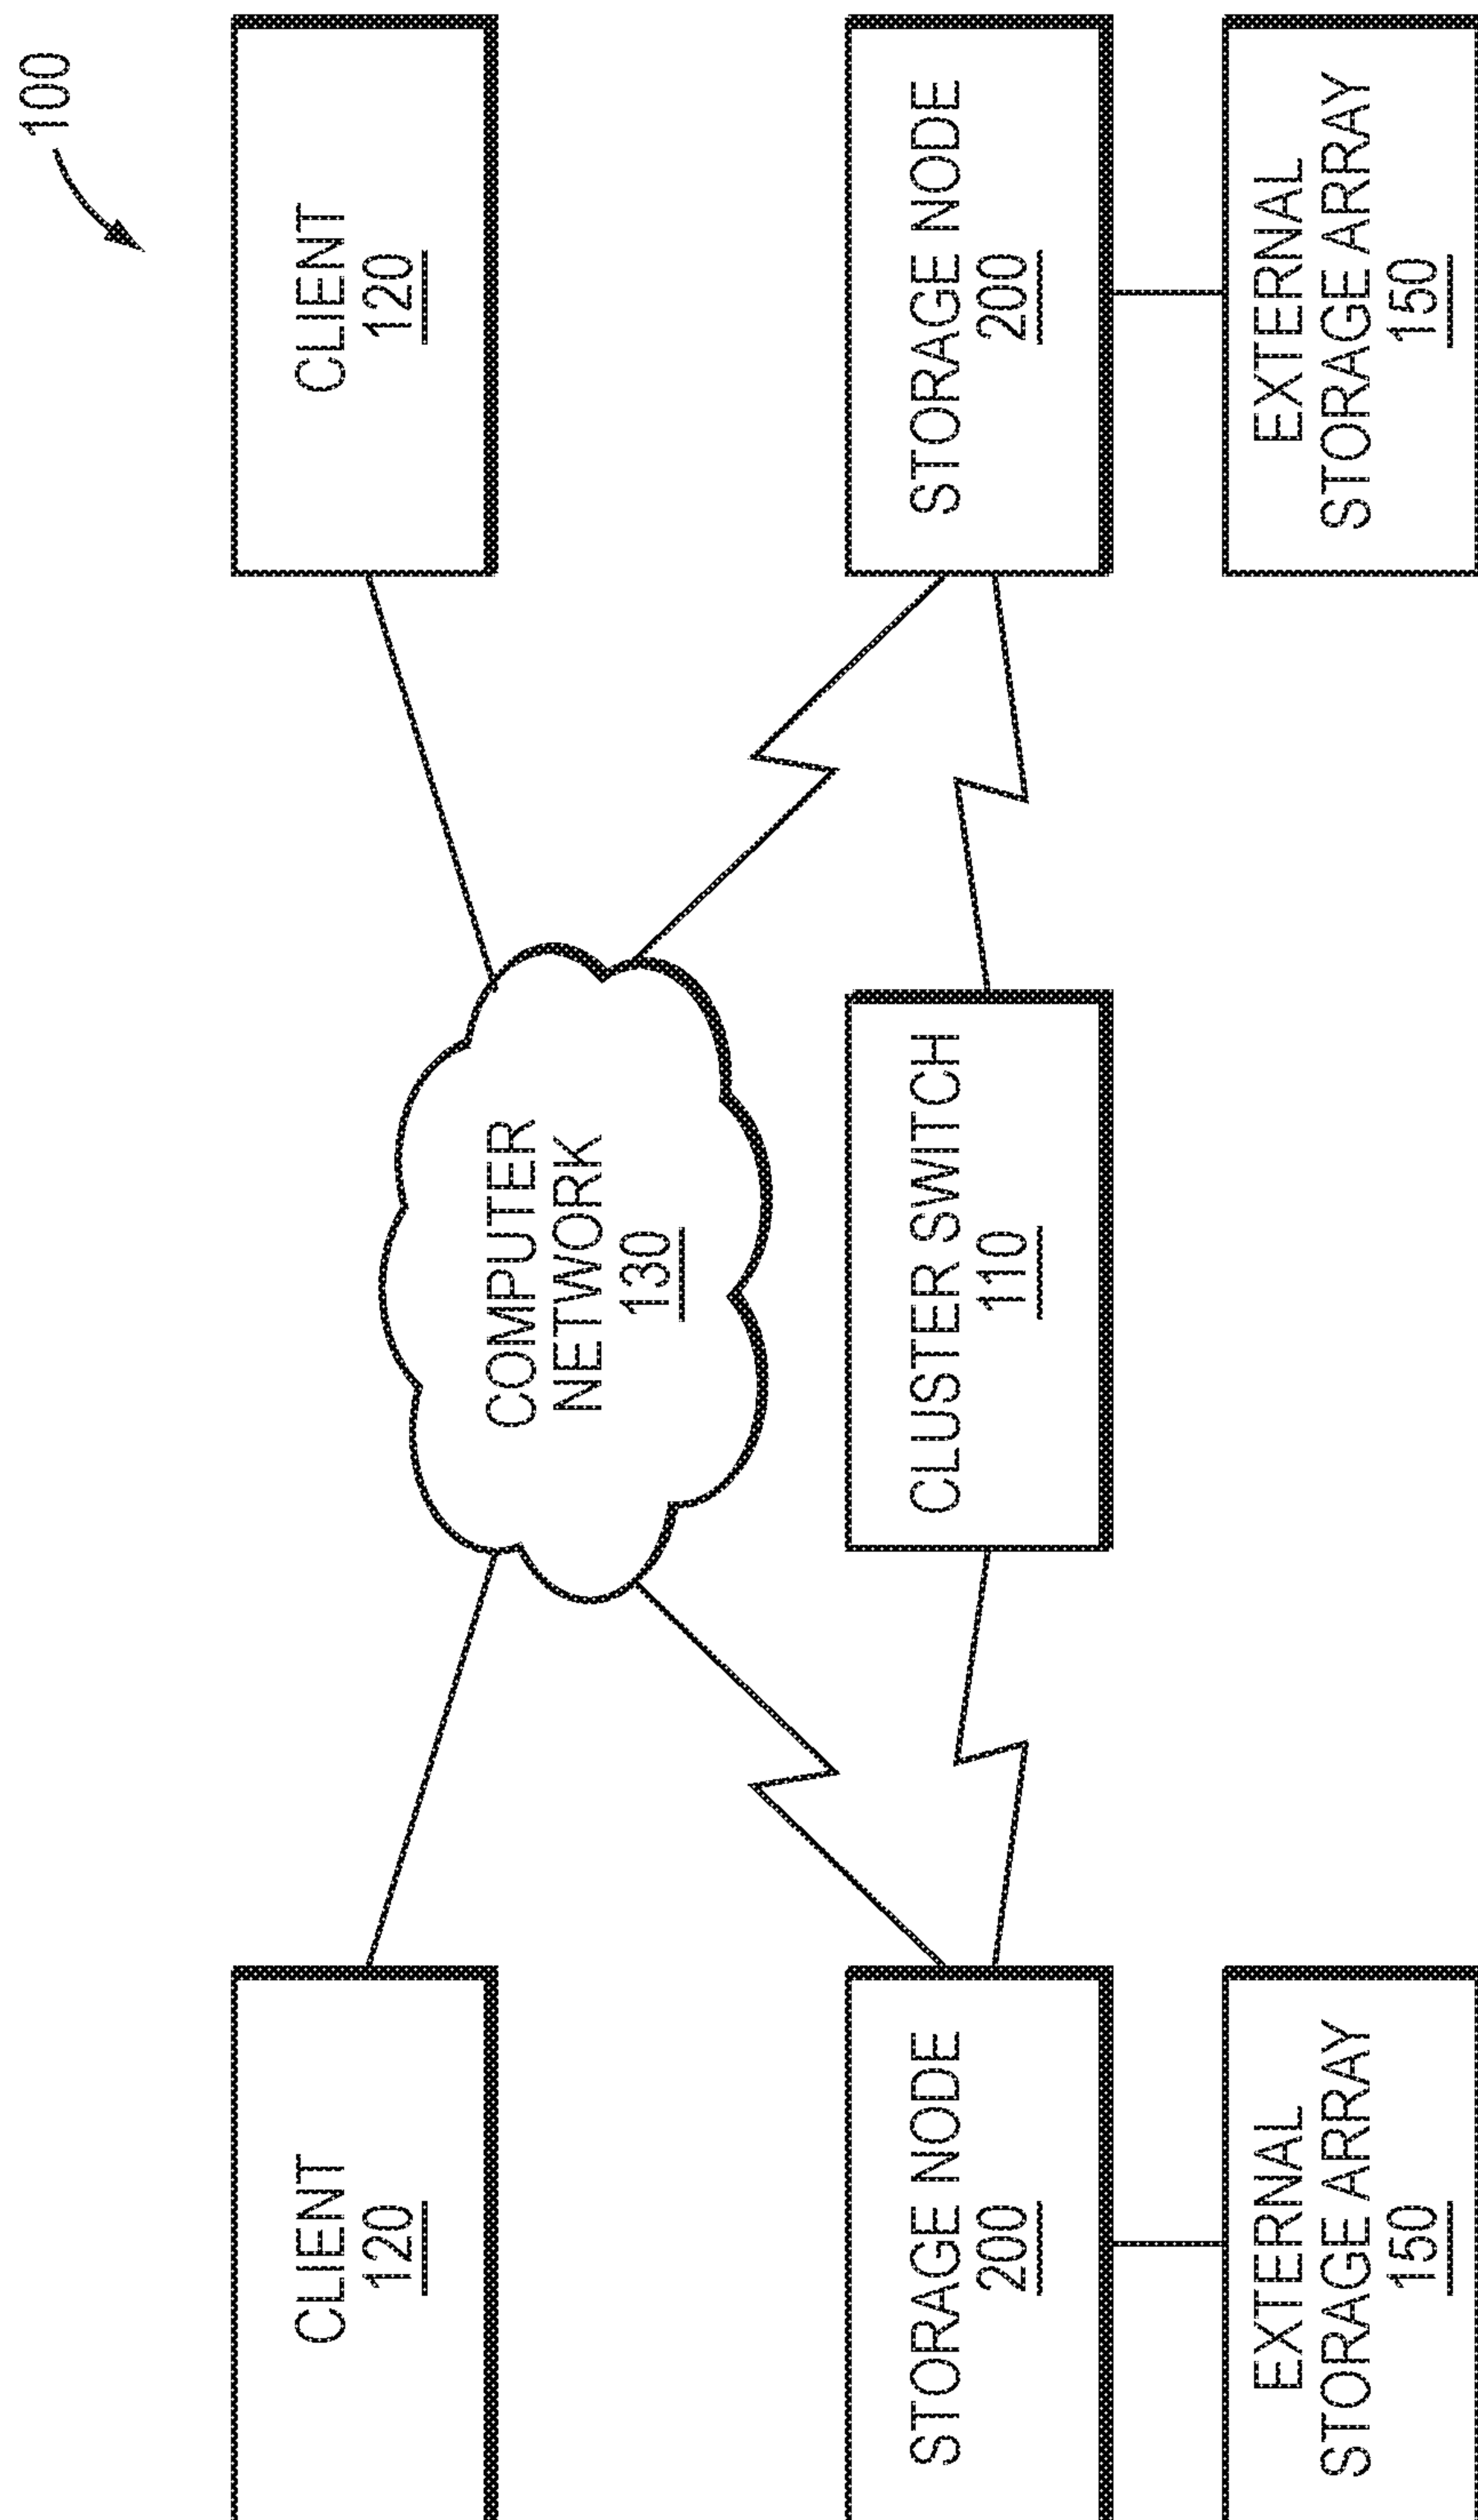 100
CLIENT
120
CLIENT
120
COMPUTER
NETWORK
130
STORAGE NODE
200
CLUSTER SWITCH
110
STORAGE NODE
200
EXTERNAL
STORAGE ARRAY
150
EXTERNAL
STORAGE ARRAY
150